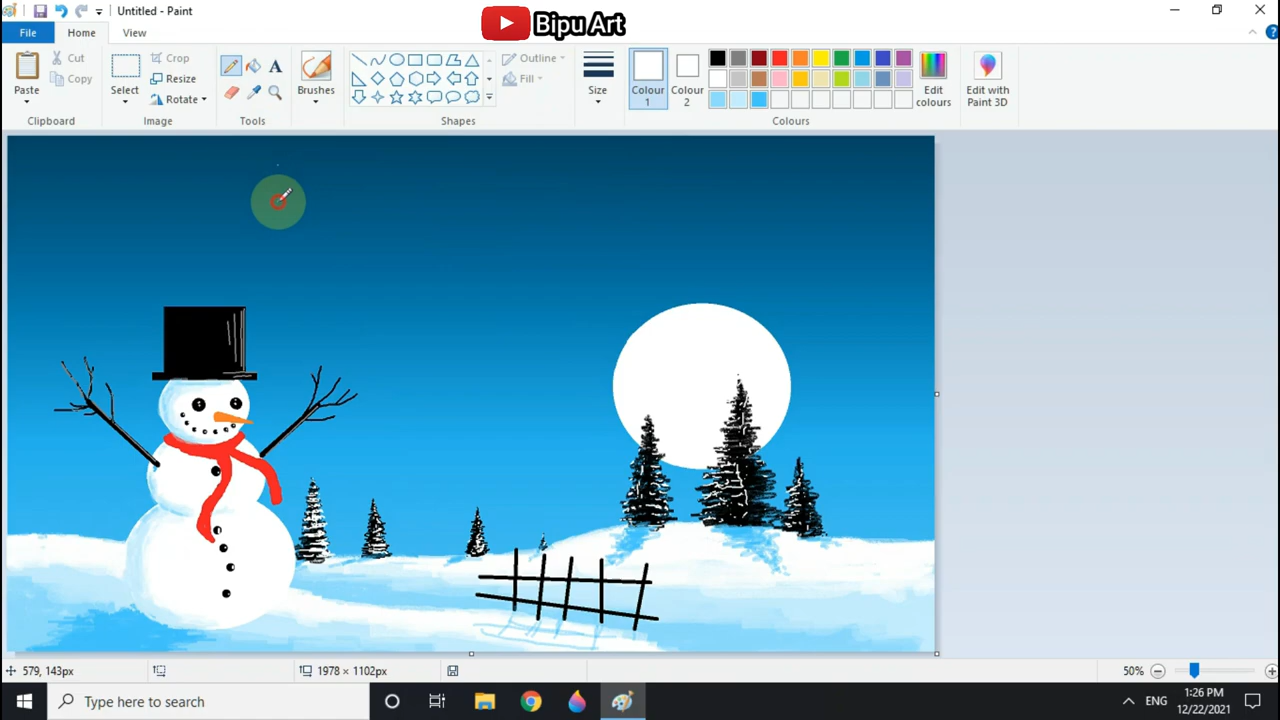 Untitled - Paint
Bipu Art
File
Home
View
Paste
Cut
Copy
Clipboard
Select
Crop
Resize
Rotate
Image
A
Tools
Brushes
Outline
Fill
Shapes
Size
Colour
1
Colour
2
Edit
colours
Colours
Edit with
Paint 3D
579, 143px
1978 × 1102px
50%
Type here to search
ENG
1:26 PM
12/22/2021